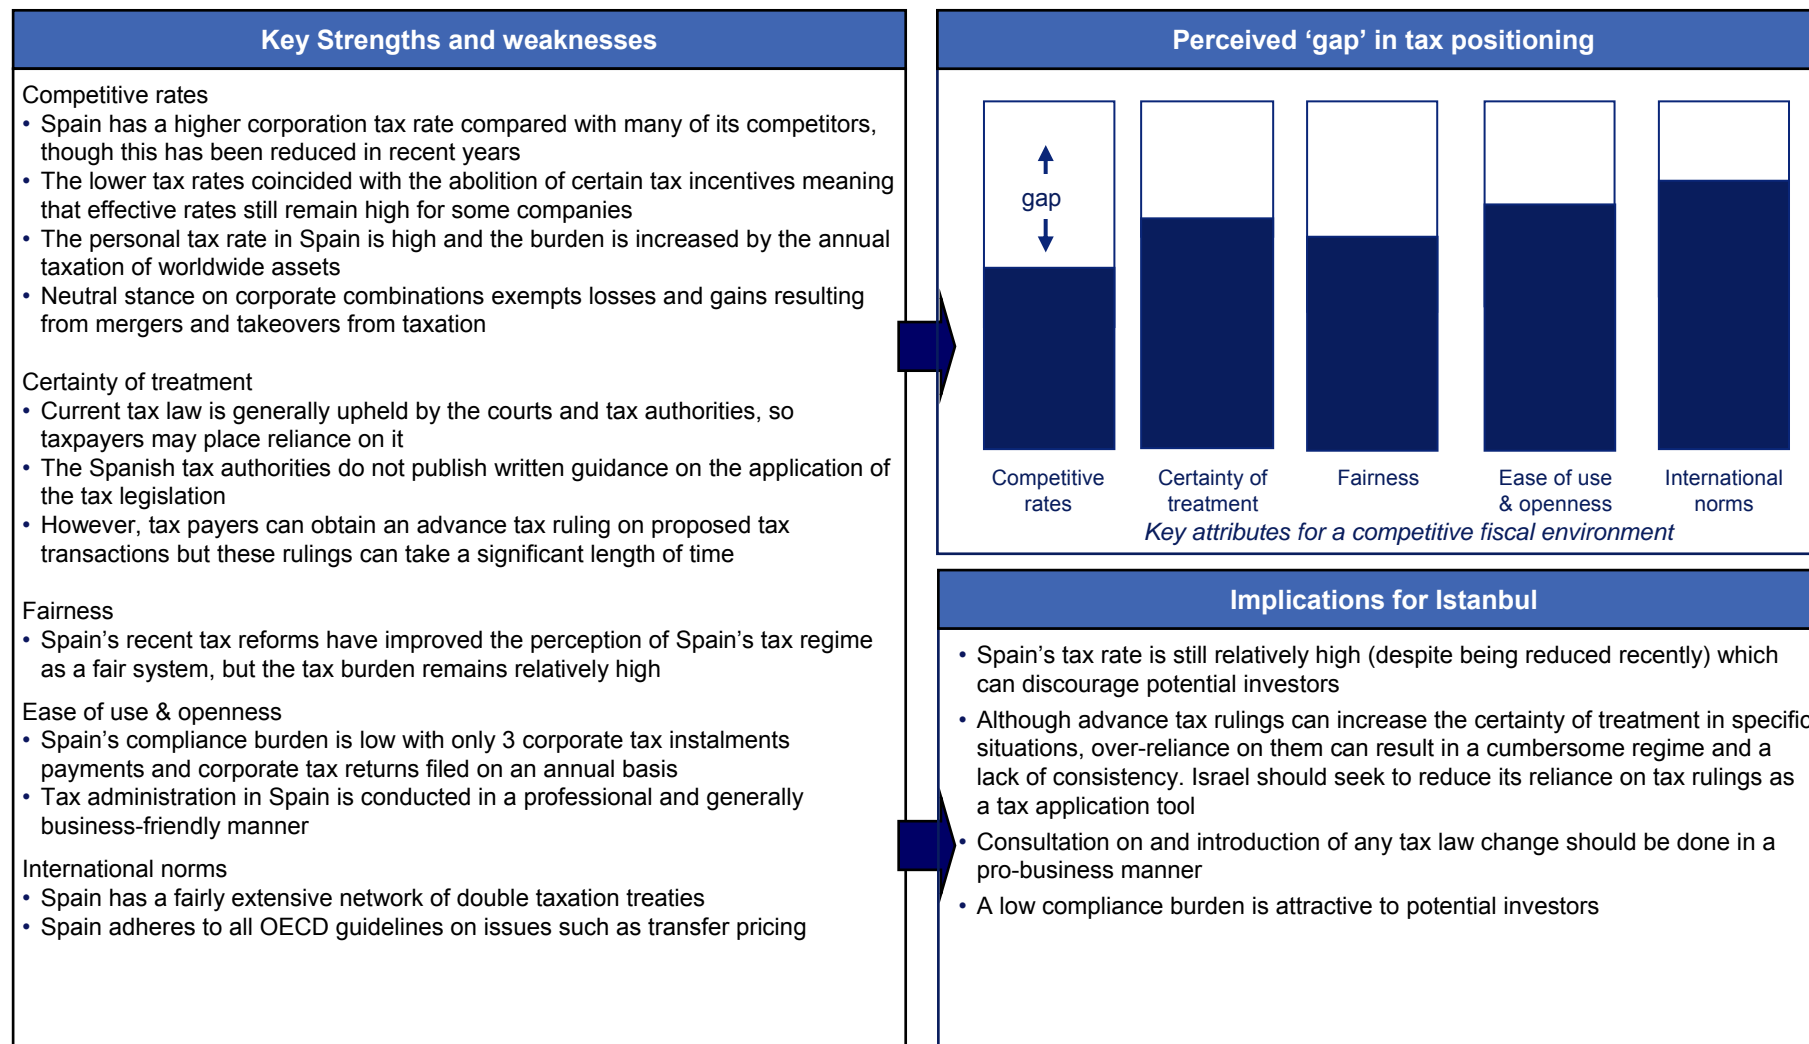 Key Strengths and weaknesses
Competitive rates
• Spain has a higher corporation tax rate compared with many of its competitors,
though this has been reduced in recent years
• The lower tax rates coincided with the abolition of certain tax incentives meaning
that effective rates still remain high for some companies
• The personal tax rate in Spain is high and the burden is increased by the annual
taxation of worldwide assets
• Neutral stance on corporate combinations exempts losses and gains resulting
from mergers and takeovers from taxation
Certainty of treatment
• Current tax law is generally upheld by the courts and tax authorities, so
taxpayers may place reliance on it
• The Spanish tax authorities do not publish written guidance on the application of
the tax legislation
• However, tax payers can obtain an advance tax ruling on proposed tax
transactions but these rulings can take a significant length of time
Fairness
• Spain's recent tax reforms have improved the perception of Spain's tax regime
as a fair system, but the tax burden remains relatively high
Ease of use & openness
• Spain's compliance burden is low with only 3 corporate tax instalments
payments and corporate tax returns filed on an annual basis
• Tax administration in Spain is conducted in a professional and generally
business-friendly manner
International norms
• Spain has a fairly extensive network of double taxation treaties
• Spain adheres to all OECD guidelines on issues such as transfer pricing
Perceived ‘gap’ in tax positioning
gap
Competitive
rates
Certainty of
treatment
Fairness
Ease of use
& openness
International
norms
Key attributes for a competitive fiscal environment
Implications for Istanbul
• Spain's tax rate is still relatively high (despite being reduced recently) which
can discourage potential investors
• Although advance tax rulings can increase the certainty of treatment in specific
situations, over-reliance on them can result in a cumbersome regime and a
lack of consistency. Israel should seek to reduce its reliance on tax rulings as
a tax application tool
• Consultation on and introduction of any tax law change should be done in a
pro-business manner
• A low compliance burden is attractive to potential investors